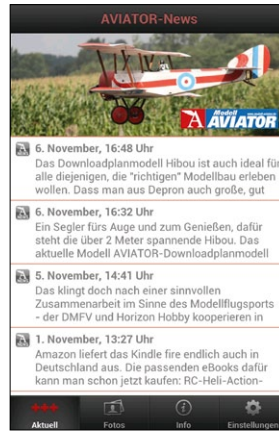 AVIATOR-News
Modell
AVIATOR
6. November, 16:48 Uhr
Das Downloadplanmodell Hibou ist auch ideal für
alle diejenigen, die "richtigen" Modellbau erleben
wollen. Dass man aus Depron auch große, gut
6. November, 16:32 Uhr
Ein Segler fürs Auge und zum Genießen, dafür
steht die über 2 Meter spannende Hibou. Das
aktuelle Modell AVIATOR-Downloadplanmodell
5. November, 14:41 Uhr
Das klingt doch nach einer sinnvollen
Zusammenarbeit im Sinne des Modellflugsports
- der DMFV und Horizon Hobby kooperieren in
1. November, 13:27 Uhr
Amazon liefert das Kindle fire endlich auch in
Deutschland aus. Die passenden eBooks dafür
kann man schon jetzt kaufen: RC-Heli-Action-
Aktuell Fotos Info Einstellungen